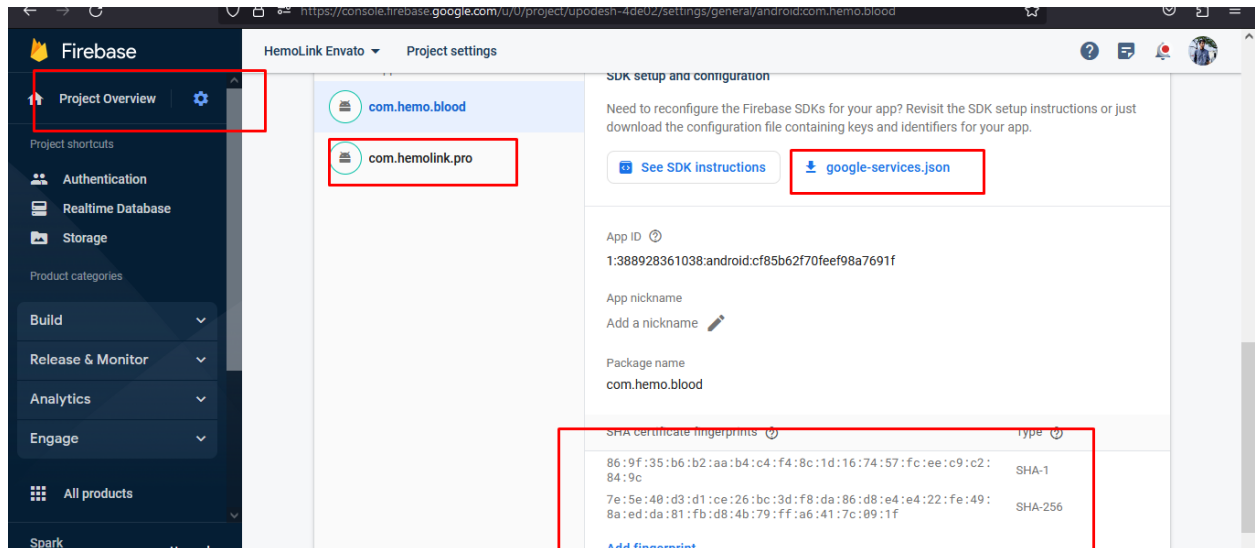 https://console.firebase.google.com/u/0/project/upodesh-4de02/settings/general/android:com.hemo.blood
Firebase
HemoLink Envato
Project settings
Project Overview
Project shortcuts
Authentication
Realtime Database
Storage
Product categories
Build
Release & Monitor
Analytics
Engage
All products
Spark
com.hemo.blood
com.hemolink.pro
SDK setup and configuration
Need to reconfigure the Firebase SDKs for your app? Revisit the SDK setup instructions or just
download the configuration file containing keys and identifiers for your app.
See SDK instructions
google-services.json
App ID
1:388928361038:android:cf85b62f70feef98a7691f
App nickname
Add a nickname
Package name
com.hemo.blood
SHA certificate fingerprints
Type
86:9f:35:b6:b2:aa:b4:c4:f4:8c:1d:16:74:57:fc:ee:c9:c2:
84:9c
SHA-1
7e:5e:40:d3:d1:ce:26:bc:3d:f8:da:86:d8:e4:e4:22:fe:49:
8a:ed:da:81:fb:d8:4b:79:ff:a6:41:7c:09:1f
SHA-256
Add fingerprint